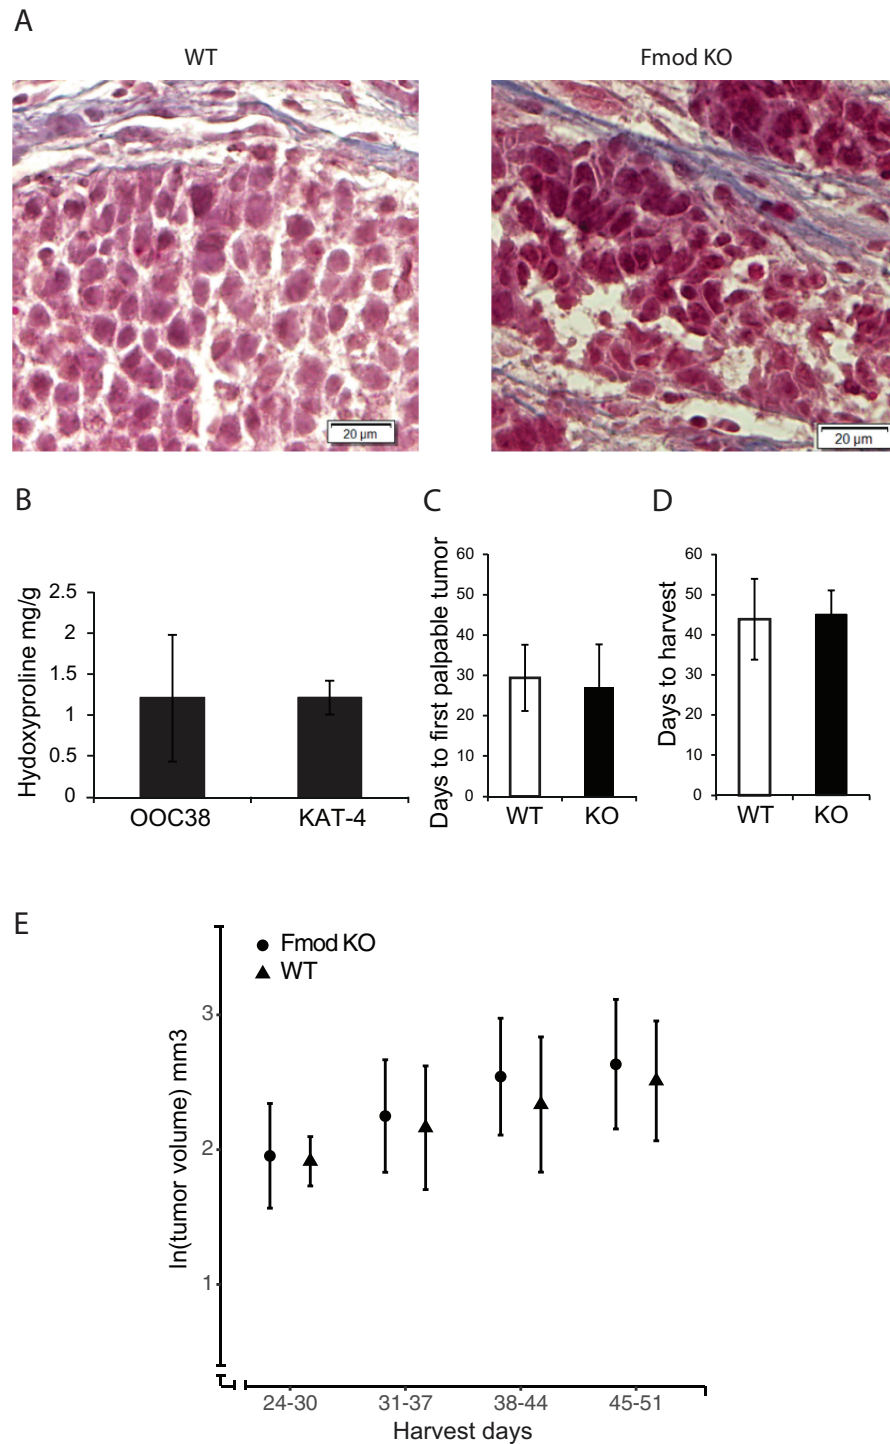 A
WT
Fmod KO
20 µm
20 µm
B
Hydoxyproline mg/g
2.5
2
1.5
1
0.5
0
OOC38
KAT-4
C
Days to first palpable tumor
60
50
40
30
20
10
0
WT
KO
D
Days to harvest
60
50
40
30
20
10
0
WT
KO
E
Fmod KO
WT
ln(tumor volume) mm3
3
2
1
24-30
31-37
38-44
45-51
Harvest days